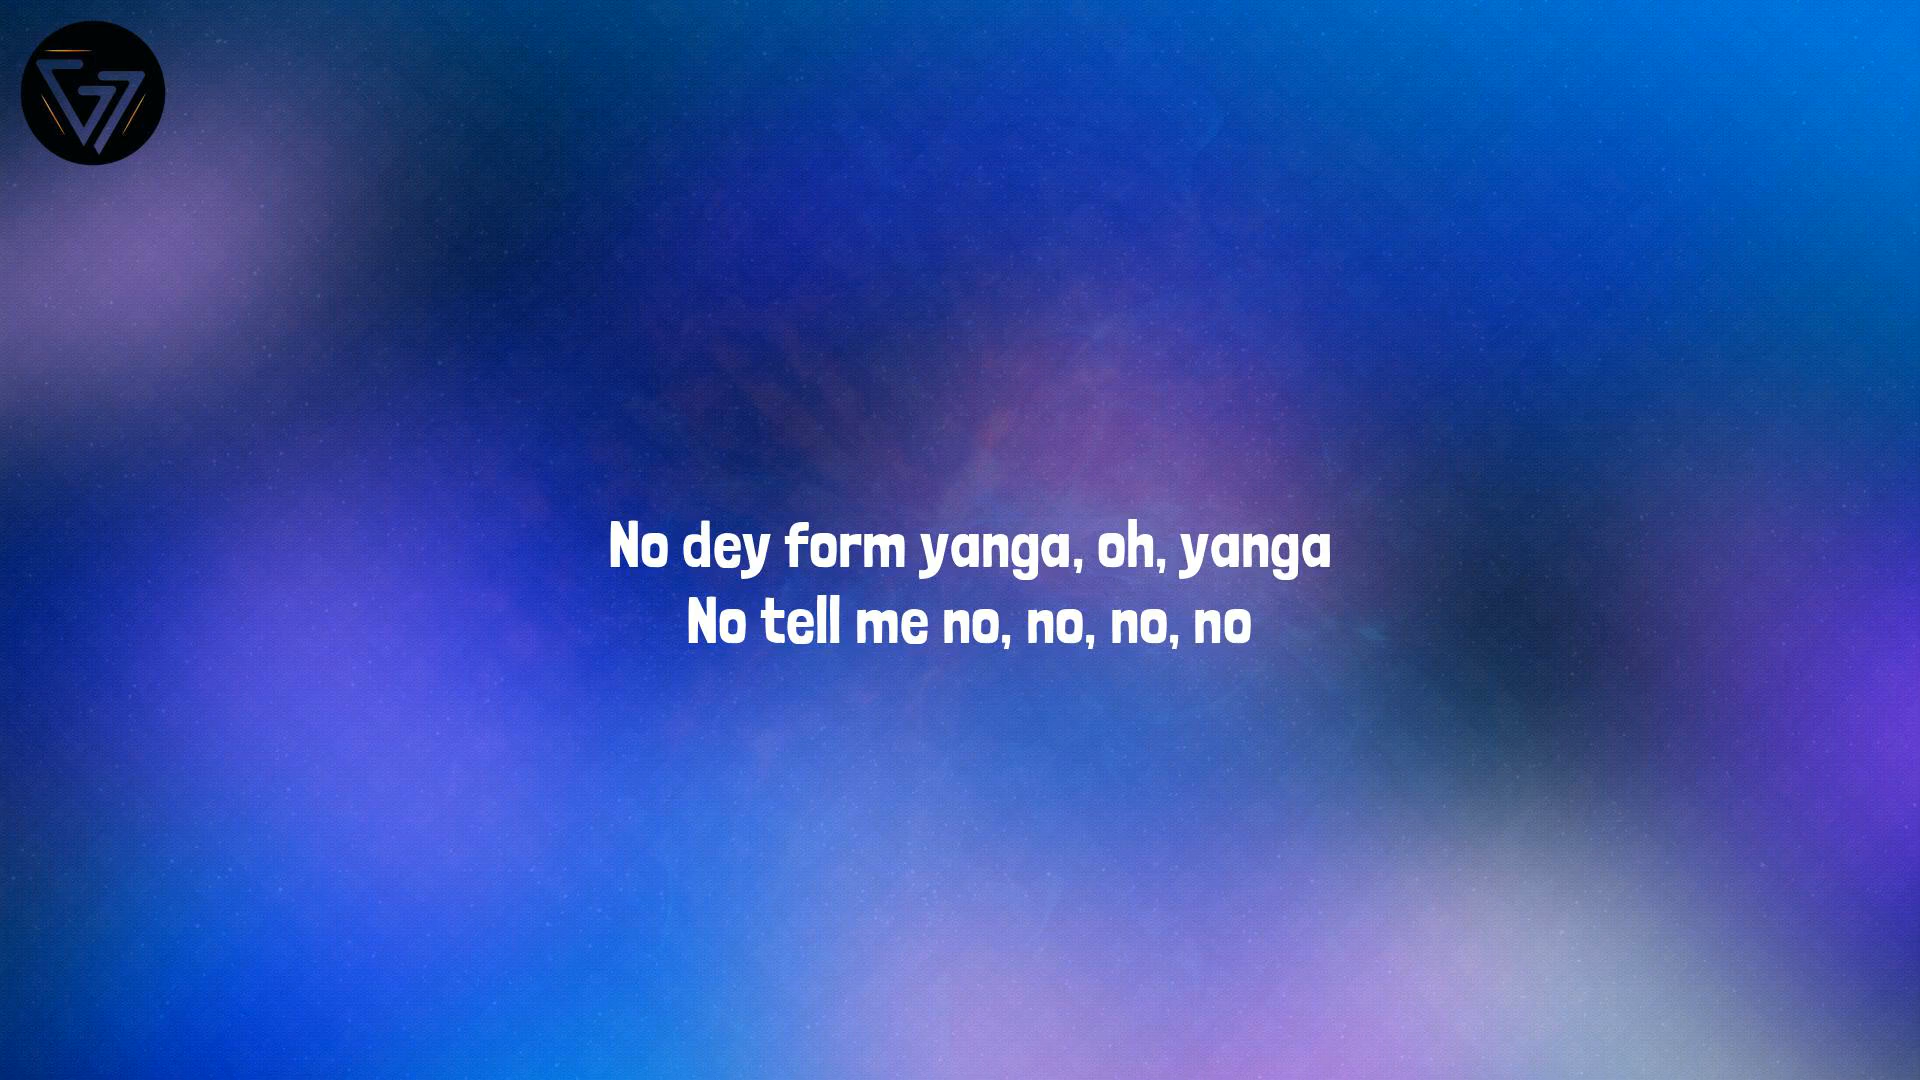 No dey form yanga, oh, yanga
No tell me no, no, no, no